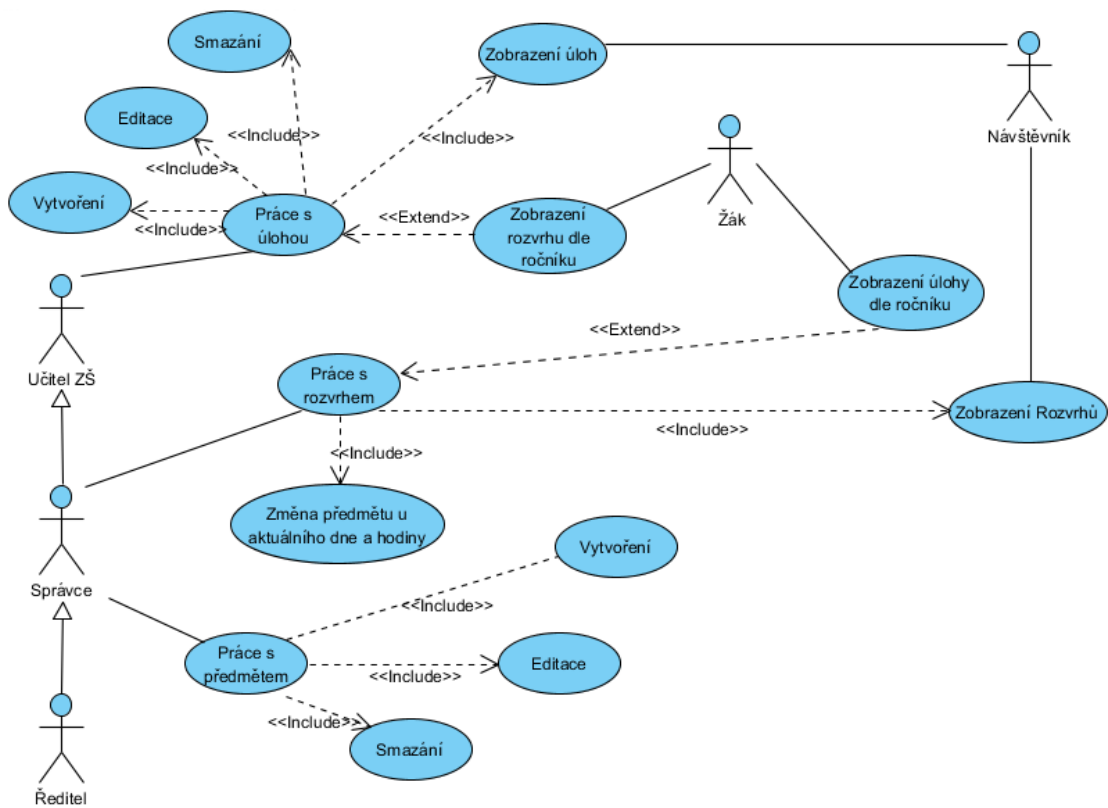 Smazání
Zobrazení úloh
Editace
<<Include>>
<<Include>>
Návštěvník
<<Include>>
Vytvoření
Práce s
úlohou
<<Extend>>
Zobrazení
rozvrhu dle
ročníku
Žák
<<Include>>
Zobrazení úlohy
dle ročníku
<<Extend>>
Učitel ZŠ
Práce s
rozvrhem
Zobrazení Rozvrhů
<<Include>>
<<Include>>
Změna předmětu u
aktuálního dne a hodiny
Vytvoření
Správce
<<Include>>
Práce s
předmětem
Editace
<<Include>>
<<Include>>
Smazání
Ředitel